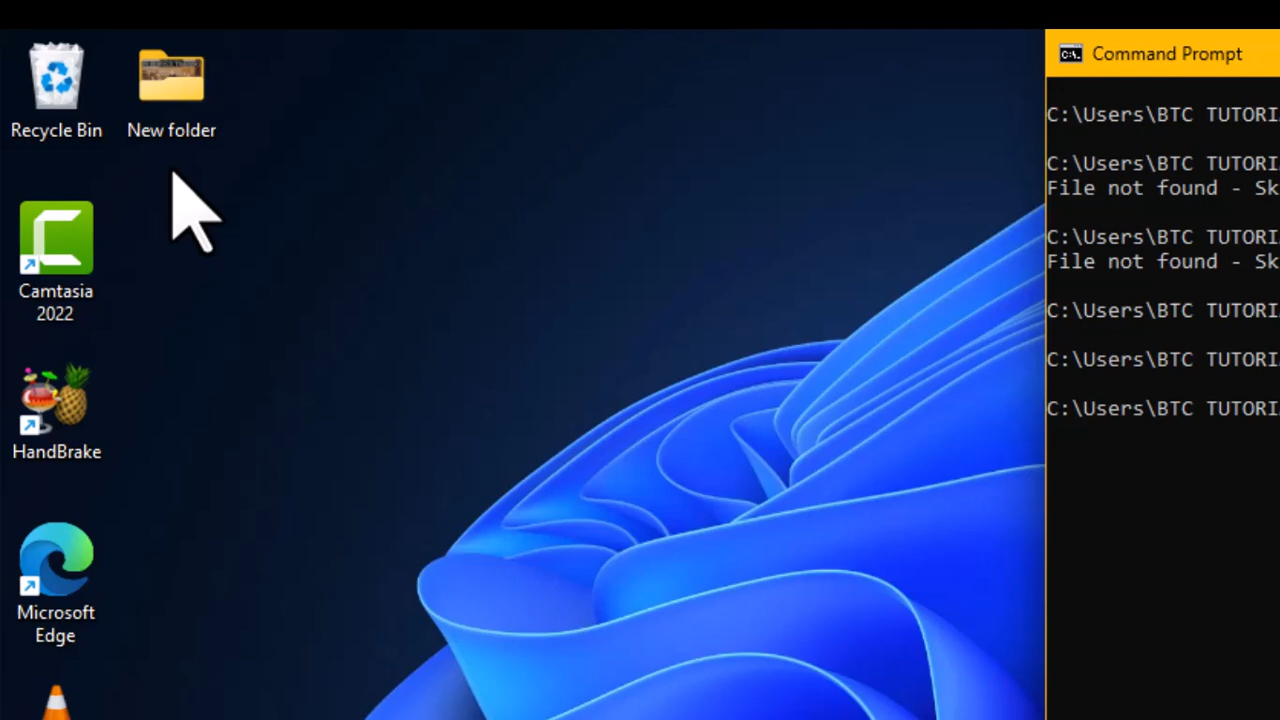 Recycle Bin
New folder
Camtasia
2022
HandBrake
Microsoft
Edge
Command Prompt
C:\Users\BTC TUTORI
C:\Users\BTC TUTORI
File not found - Sk
C:\Users\BTC TUTORI
File not found - Sk
C:\Users\BTC TUTORI
C:\Users\BTC TUTORI
C:\Users\BTC TUTORI